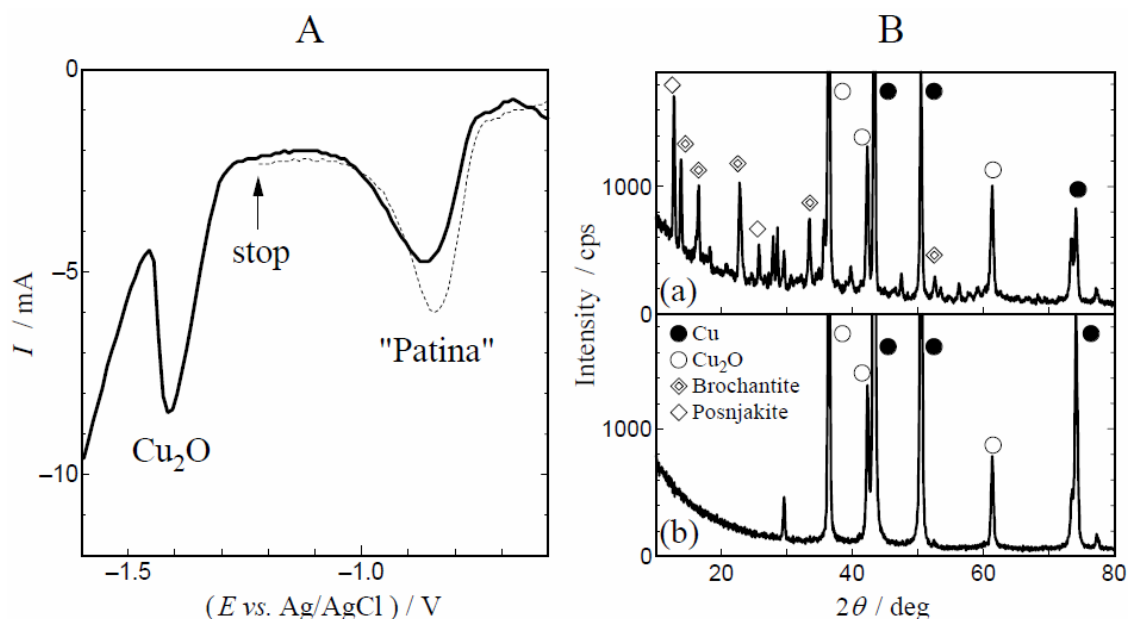 A
B
0
−5
−10
I / mA
stop
"Patina"
Cu₂O
−1.5
−1.0
(E vs. Ag/AgCl) / V
1000
0
(a)
Intensity / cps
Cu
Cu₂O
Brochantite
Posnjakite
1000
0
(b)
20
40
60
80
2θ / deg